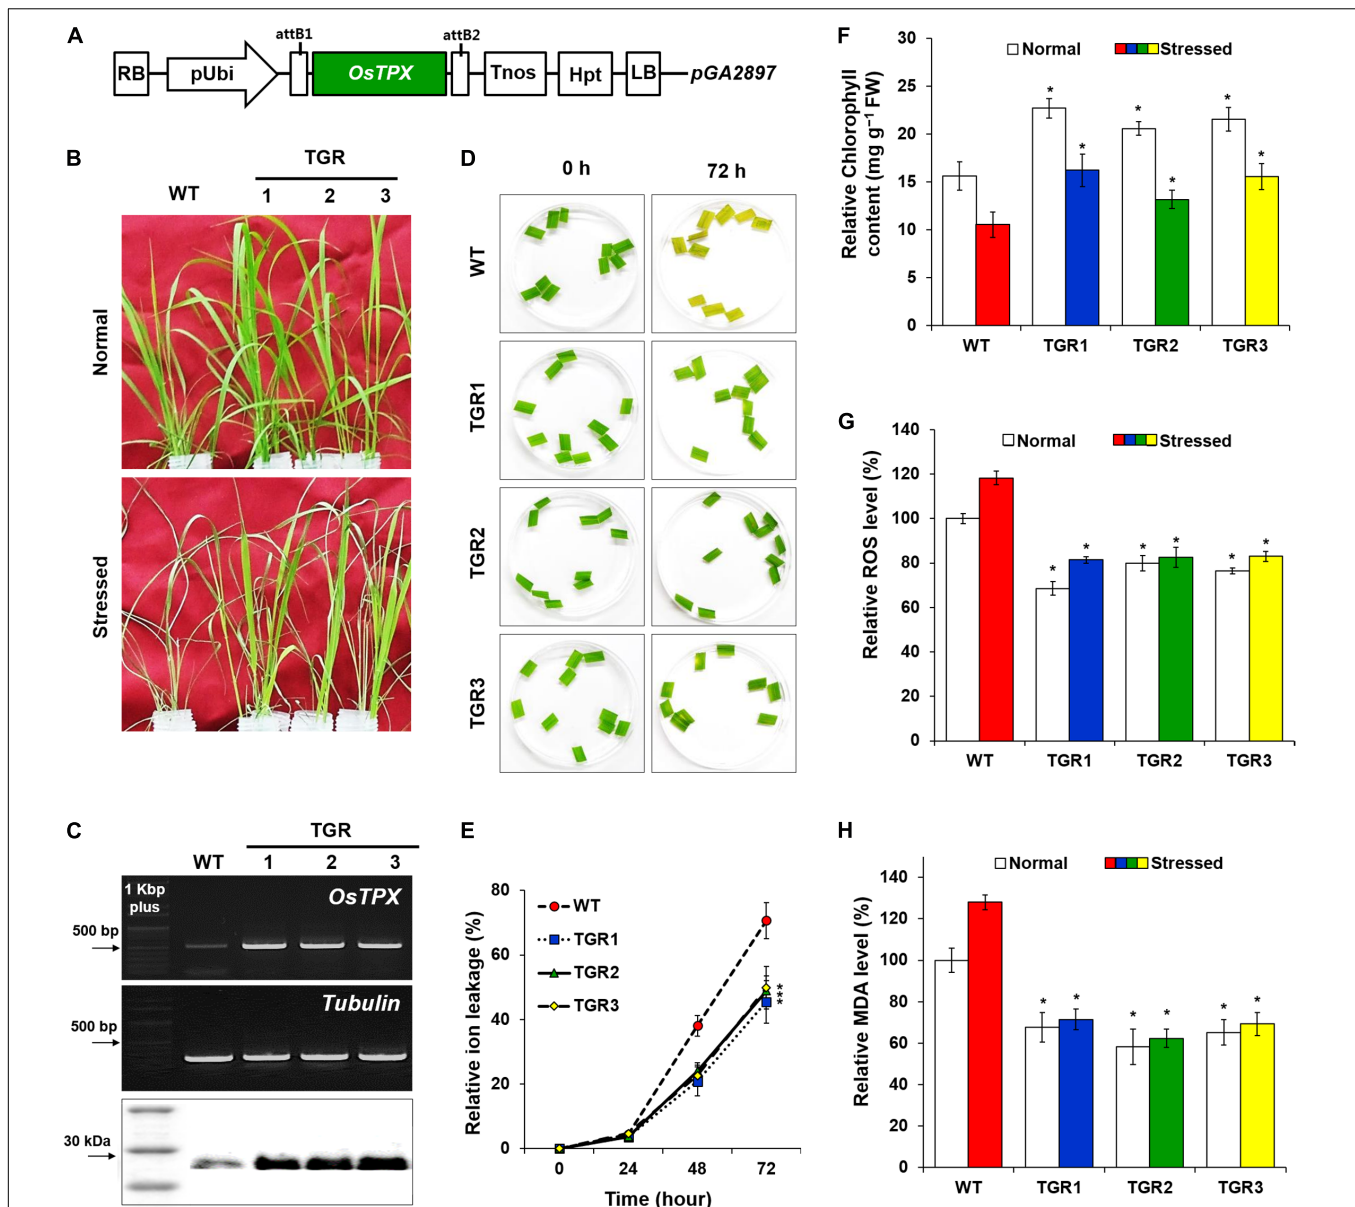 A
attB1
attB2
RB
pUbi
OsTPX
Tnos
Hpt
LB
pGA2897
B
TGR
WT
1
2
3
Normal
Stressed
C
TGR
WT
1
2
3
1 Kbp
plus
OsTPX
500 bp
Tubulin
500 bp
30 kDa
D
0 h
72 h
WT
TGR1
TGR2
TGR3
E
Relative ion leakage (%)
80
60
40
20
0
WT
TGR1
TGR2
TGR3
***
0
24
48
72
Time (hour)
F
Relative Chlorophyll
content (mg g⁻¹ FW)
30
25
20
15
10
5
0
Normal
Stressed
*
*
*
*
*
*
WT
TGR1
TGR2
TGR3
G
Relative ROS level (%)
140
120
100
80
60
40
20
0
Normal
Stressed
*
*
*
*
*
*
WT
TGR1
TGR2
TGR3
H
Relative MDA level (%)
140
120
100
80
60
40
20
0
Normal
Stressed
*
*
*
*
*
*
WT
TGR1
TGR2
TGR3